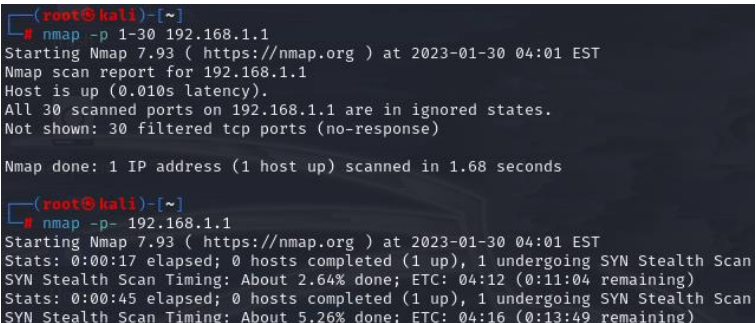 ┌──(root㉿kali)-[~]
└─# nmap -p 1-30 192.168.1.1
Starting Nmap 7.93 ( https://nmap.org ) at 2023-01-30 04:01 EST
Nmap scan report for 192.168.1.1
Host is up (0.010s latency).
All 30 scanned ports on 192.168.1.1 are in ignored states.
Not shown: 30 filtered tcp ports (no-response)
Nmap done: 1 IP address (1 host up) scanned in 1.68 seconds
┌──(root㉿kali)-[~]
└─# nmap -p- 192.168.1.1
Starting Nmap 7.93 ( https://nmap.org ) at 2023-01-30 04:01 EST
Stats: 0:00:17 elapsed; 0 hosts completed (1 up), 1 undergoing SYN Stealth Scan
SYN Stealth Scan Timing: About 2.64% done; ETC: 04:12 (0:11:04 remaining)
Stats: 0:00:45 elapsed; 0 hosts completed (1 up), 1 undergoing SYN Stealth Scan
SYN Stealth Scan Timing: About 5.26% done; ETC: 04:16 (0:13:49 remaining)